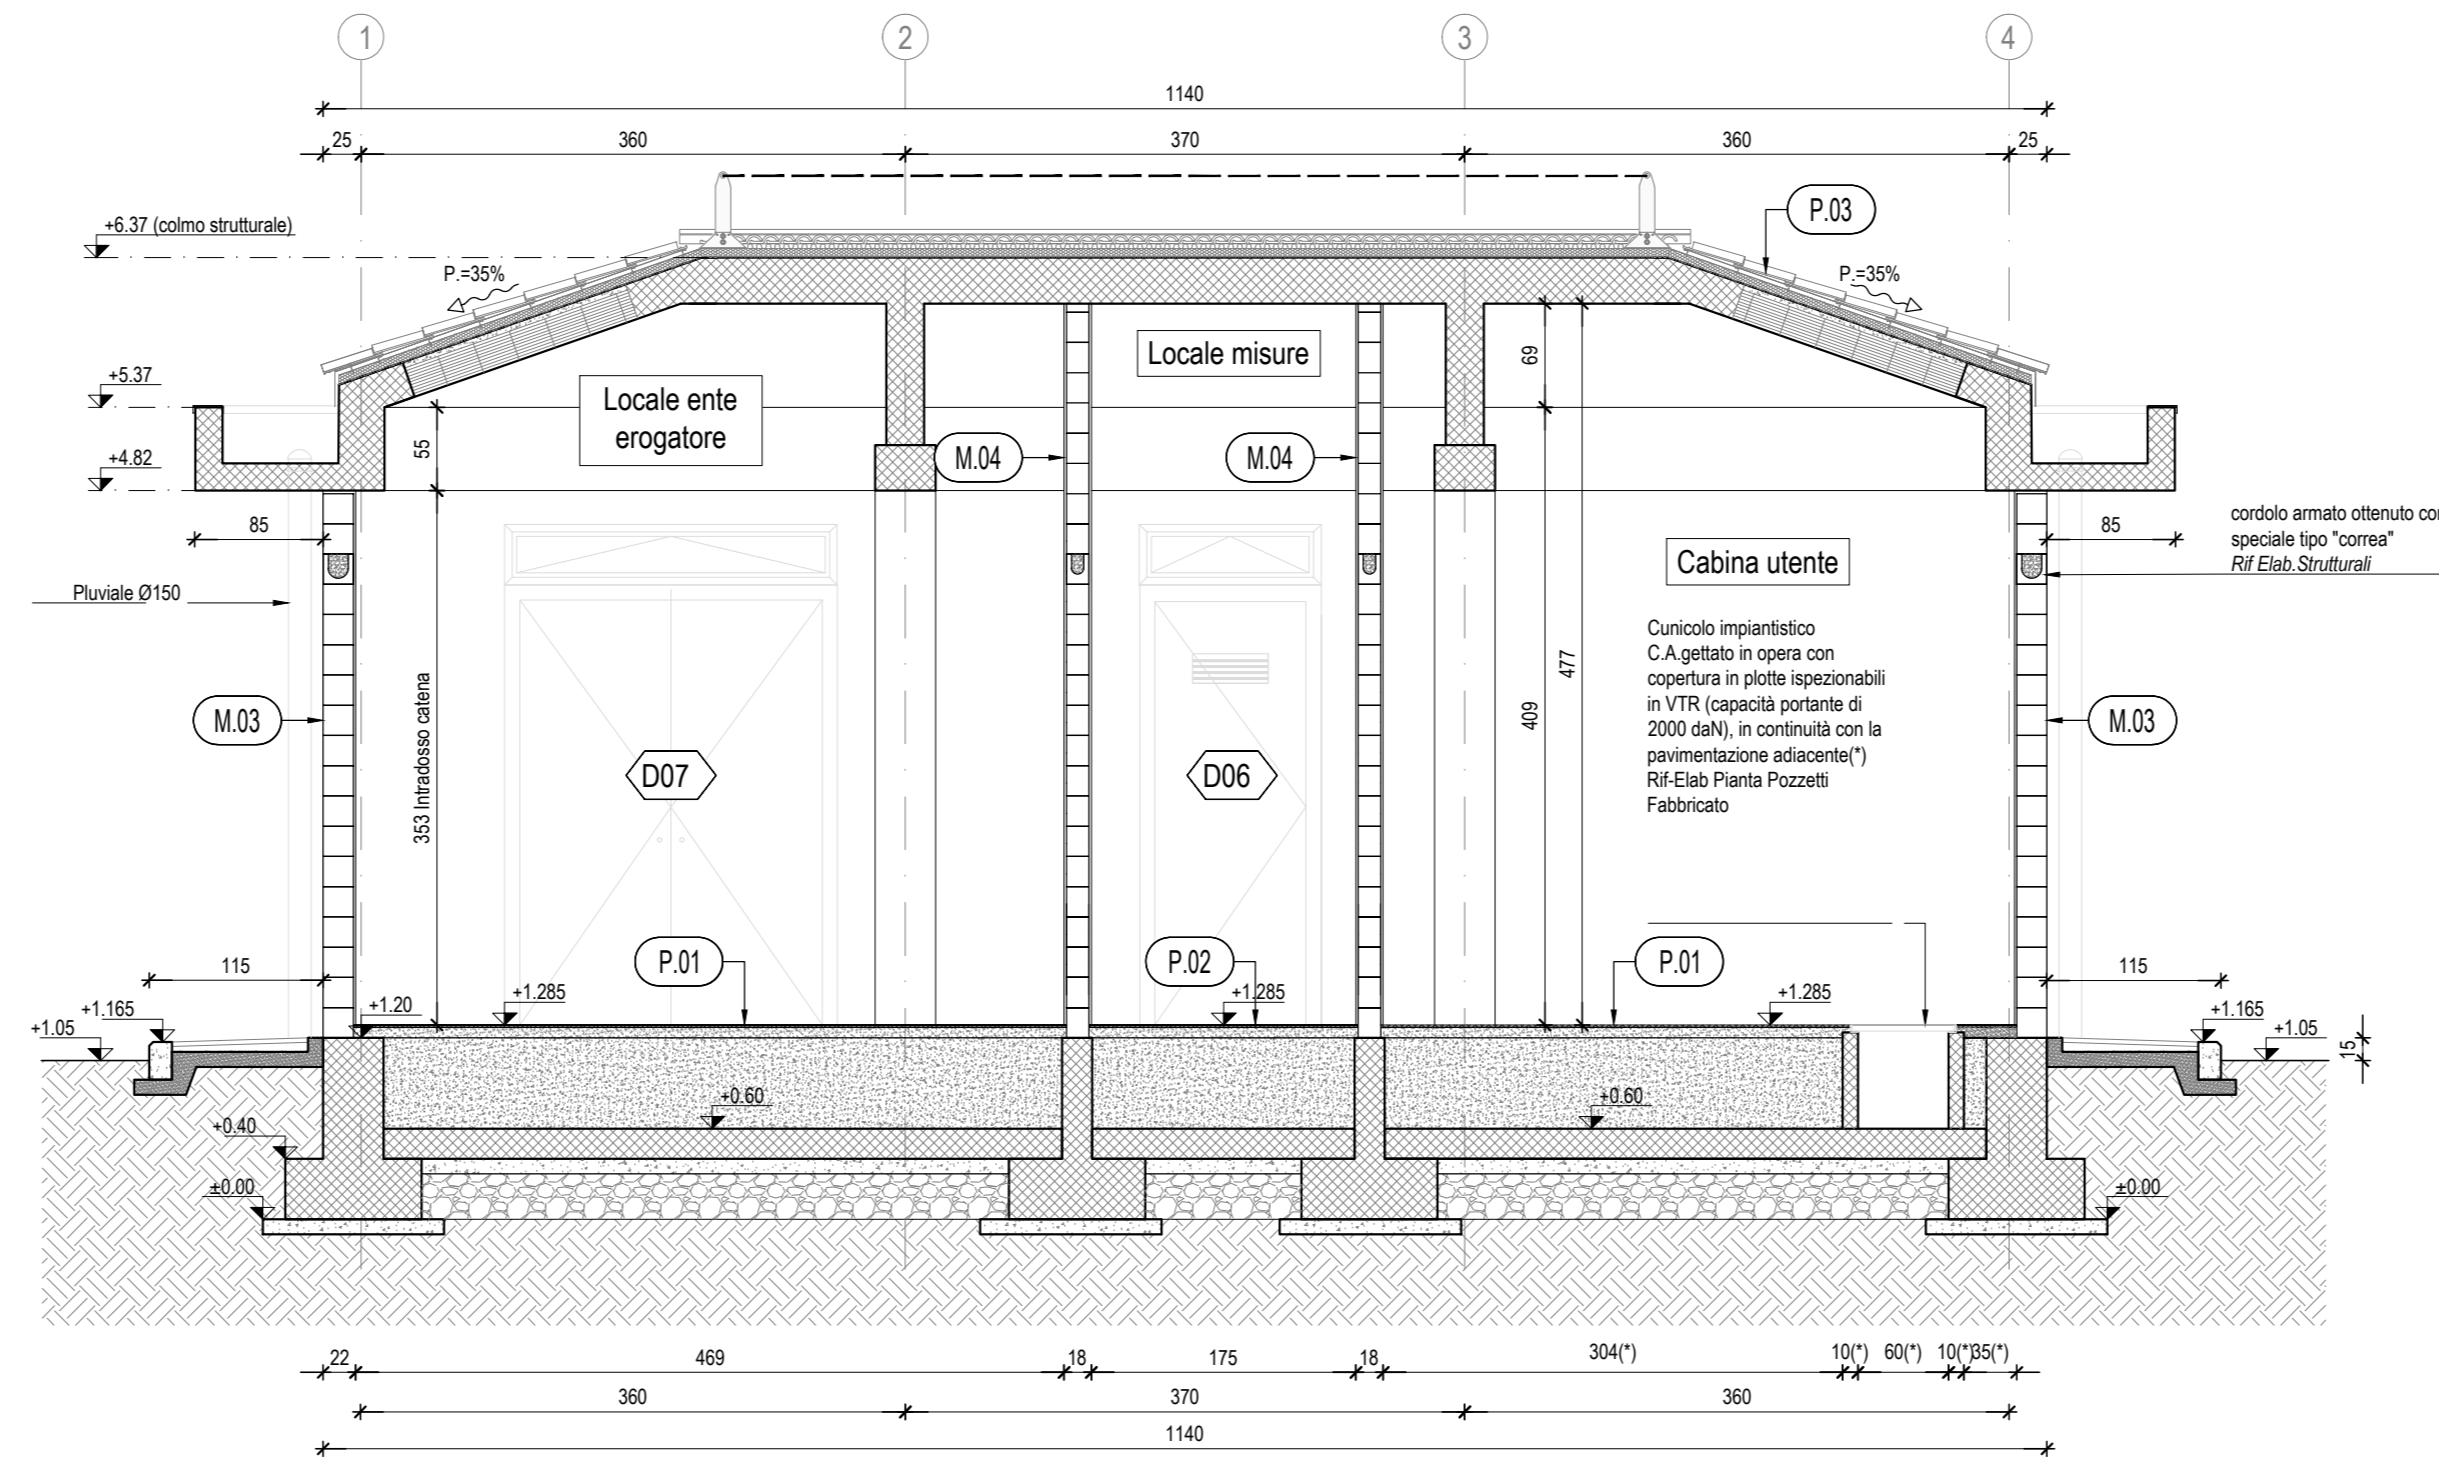 1
2
3
4
1140
25
360
370
360
25
+6.37 (colmo strutturale)
P.=35%
P.=35%
P.03
Locale misure
+5.37
Locale ente
erogatore
69
55
M.04
M.04
+4.82
85
85
cordolo armato ottenuto con
speciale tipo "correa"
Rif Elab.Strutturali
Cabina utente
Pluviale Ø150
Cunicolo impiantistico
C.A.gettato in opera con
copertura in plotte ispezionabili
in VTR (capacità portante di
2000 daN), in continuità con la
pavimentazione adiacente(*)
Rif-Elab Pianta Pozzetti
Fabbricato
477
409
353 Intradosso catena
M.03
M.03
D07
D06
115
P.01
P.02
P.01
115
+1.285
+1.285
+1.285
+1.20
+1.165
+1.05
+1.165
+1.05
15
+0.60
+0.60
+0.40
±0.00
±0.00
22
469
18
175
18
304(*)
10(*)
60(*)
10(*)
35(*)
360
370
360
1140